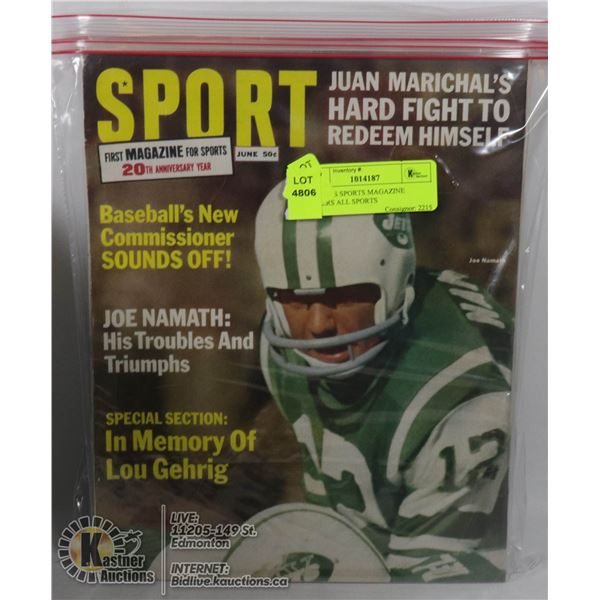 SPORT
FIRST MAGAZINE FOR SPORTS
20TH ANNIVERSARY YEAR
JUNE 50¢
JUAN MARICHAL'S
HARD FIGHT TO
REDEEM HIMSELF
LOT
LOT
4806
Inventory #
1014187
Kastner
SPORTS MAGAZINE
ALL SPORTS
Consignor: 2215
JETS
Joe Namath
Baseball's New
Commissioner
SOUNDS OFF!
JOE NAMATH:
His Troubles And
Triumphs
SPECIAL SECTION:
In Memory Of
Lou Gehrig
12
Kastner
Auctions
LIVE:
11205-149 St.
Edmonton
INTERNET:
Bidlive.kauctions.ca